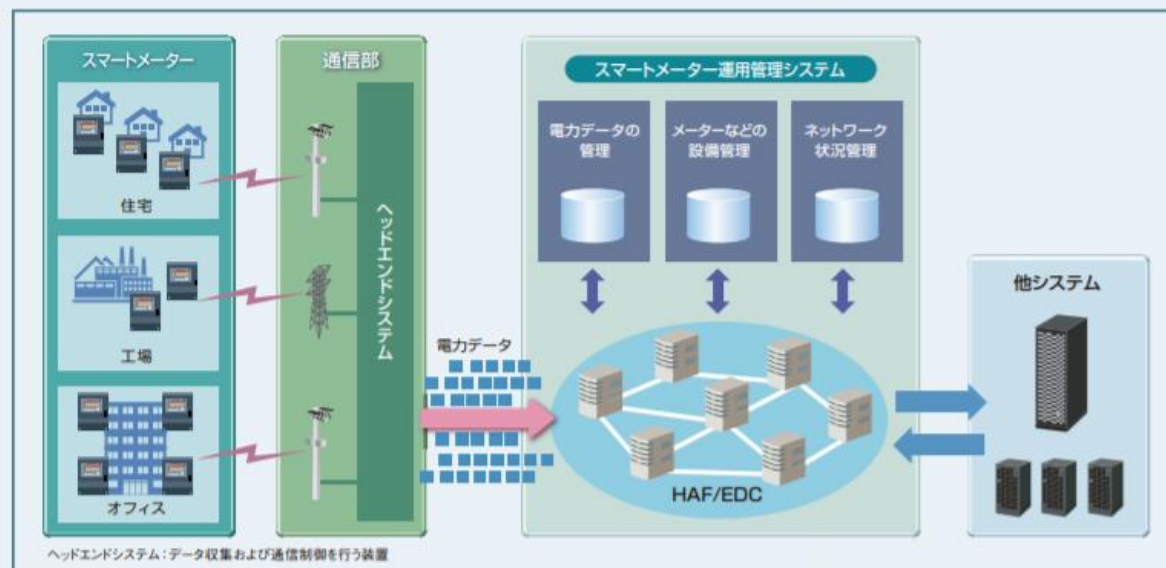 スマートメーター
住宅
工場
オフィス
通信部
ヘッドエンドシステム
電力データ
スマートメーター運用管理システム
電力データの
管理
メーターなどの
設備管理
ネットワーク
状況管理
HAF/EDC
他システム
ヘッドエンドシステム：データ収集および通信制御を行う装置